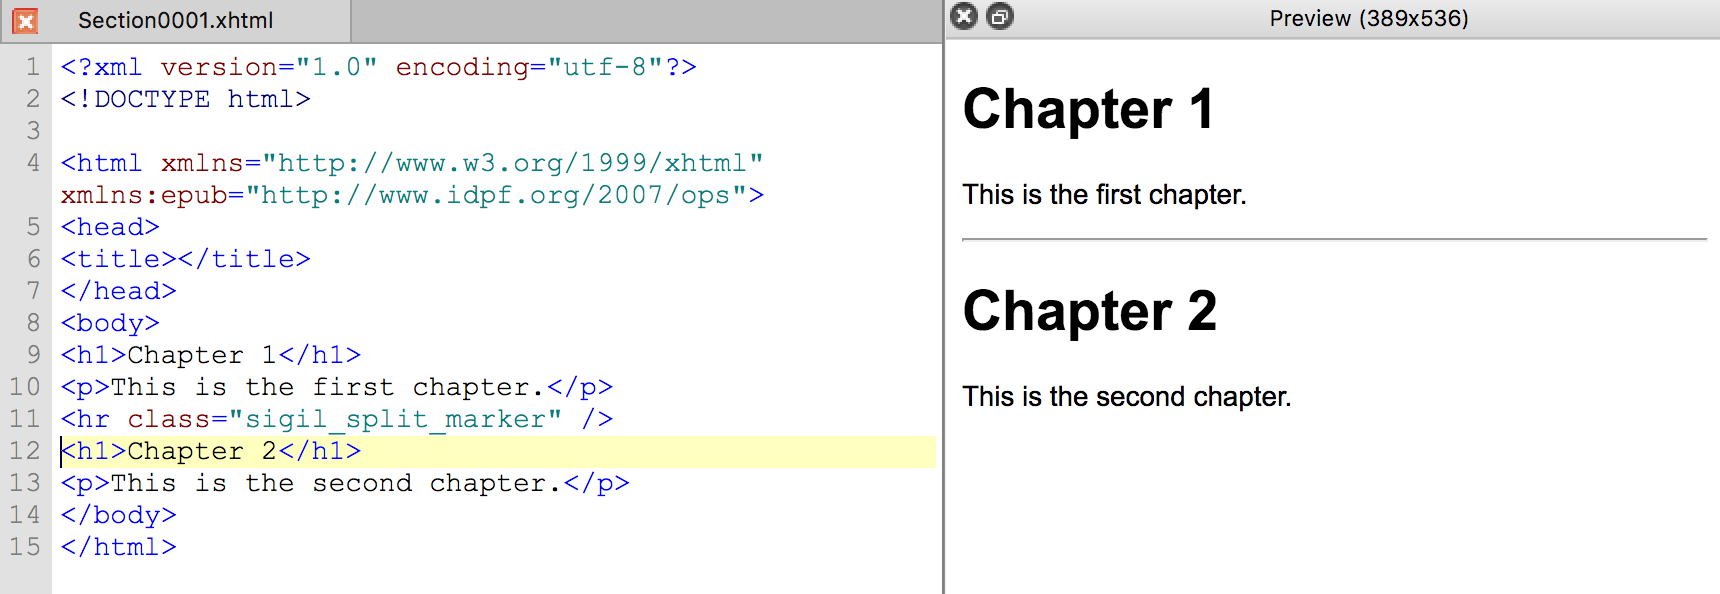 Section0001.xhtml
1 <?xml version="1.0" encoding="utf-8"?>
2 <!DOCTYPE html>
3
4 <html xmlns="http://www.w3.org/1999/xhtml"
xmlns:epub="http://www.idpf.org/2007/ops">
5 <head>
6 <title></title>
7 </head>
8 <body>
9 <h1>Chapter 1</h1>
10 <p>This is the first chapter.</p>
11 <hr class="sigil_split_marker" />
12 <h1>Chapter 2</h1>
13 <p>This is the second chapter.</p>
14 </body>
15 </html>
Preview (389x536)
Chapter 1
This is the first chapter.
Chapter 2
This is the second chapter.